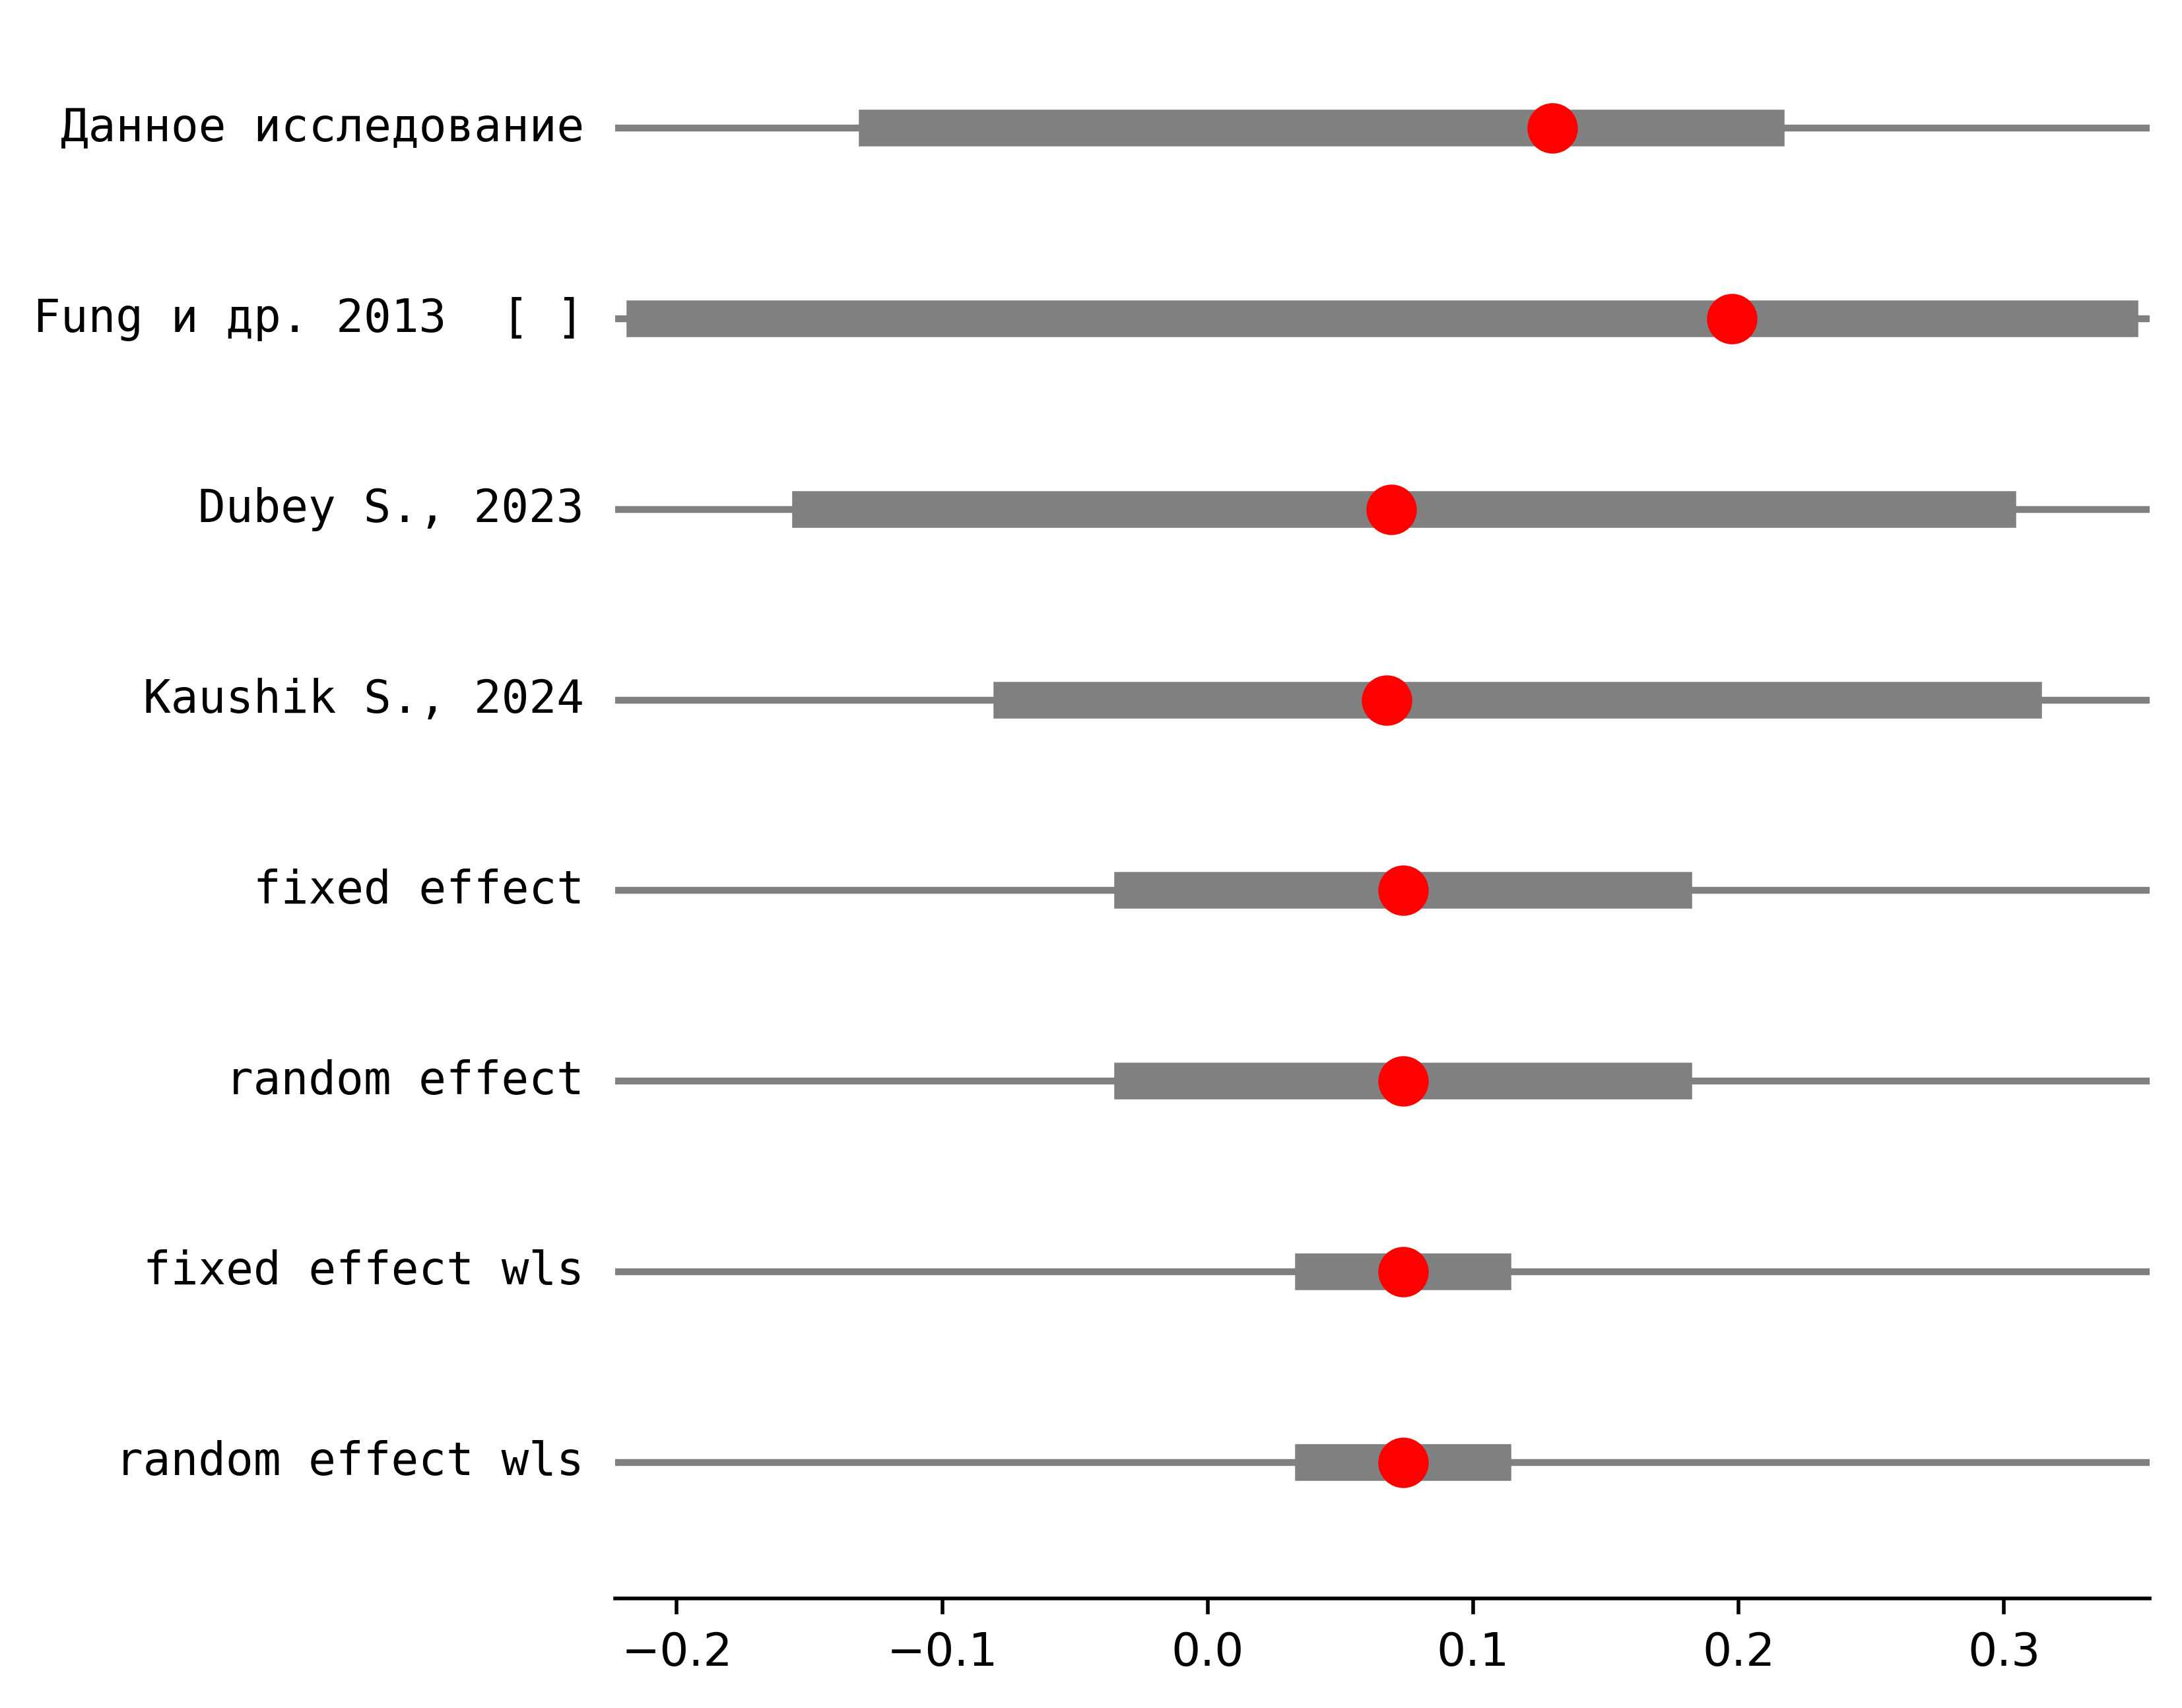 Данное исследование
Fung и др. 2013  [ ]
Dubey S., 2023
Kaushik S., 2024
fixed effect
random effect
fixed effect wls
random effect wls
−0.2 −0.1 0.0 0.1 0.2 0.3